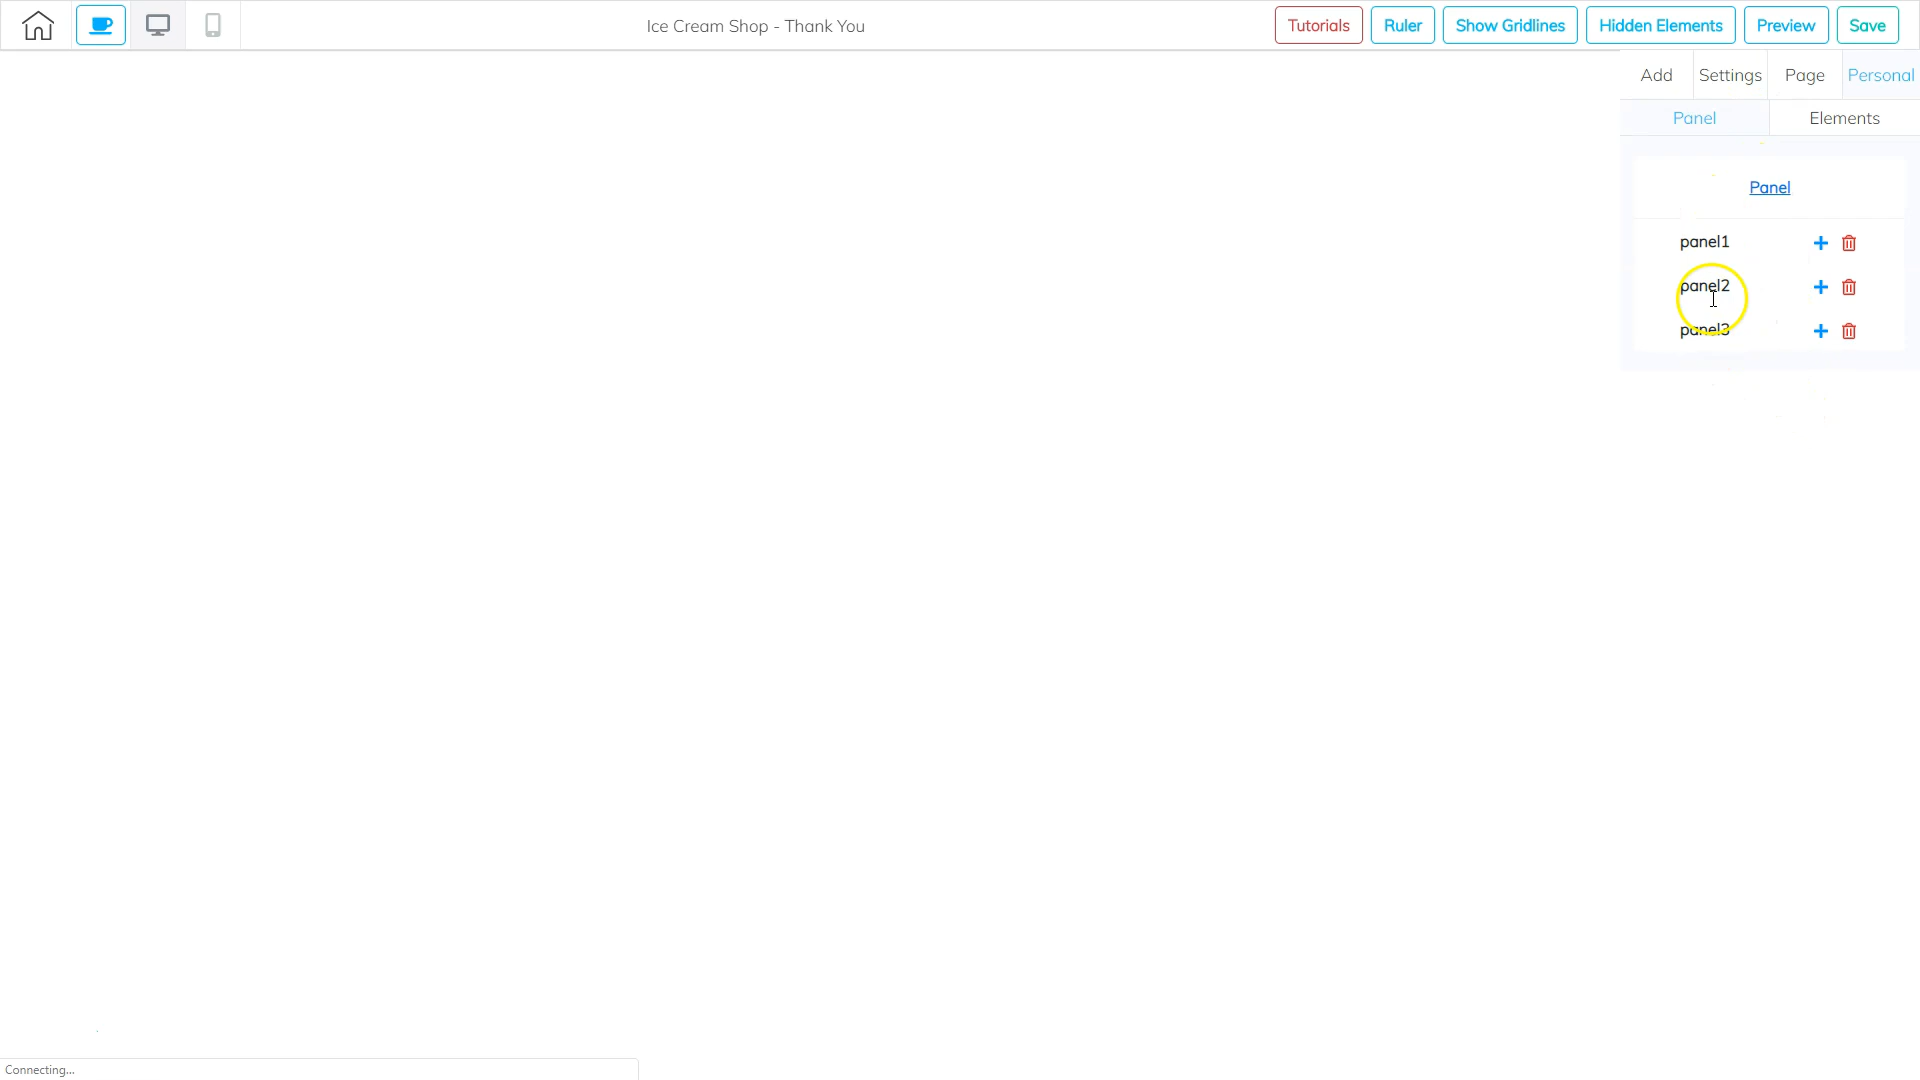 Ice Cream Shop - Thank You
Tutorials
Ruler
Show Gridlines
Hidden Elements
Preview
Save
Add
Settings
Page
Personal
Panel
Elements
Panel
panel1
panel2
panel3
Connecting...